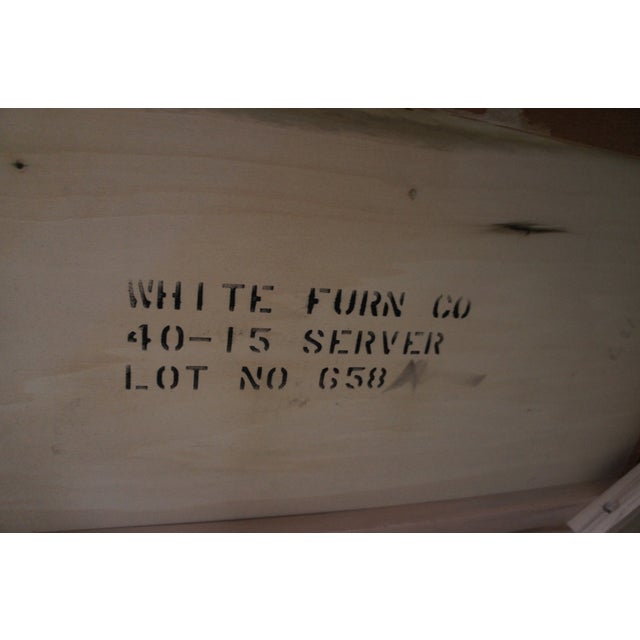 WHITE FURN CO
40-15 SERVER
LOT NO 658